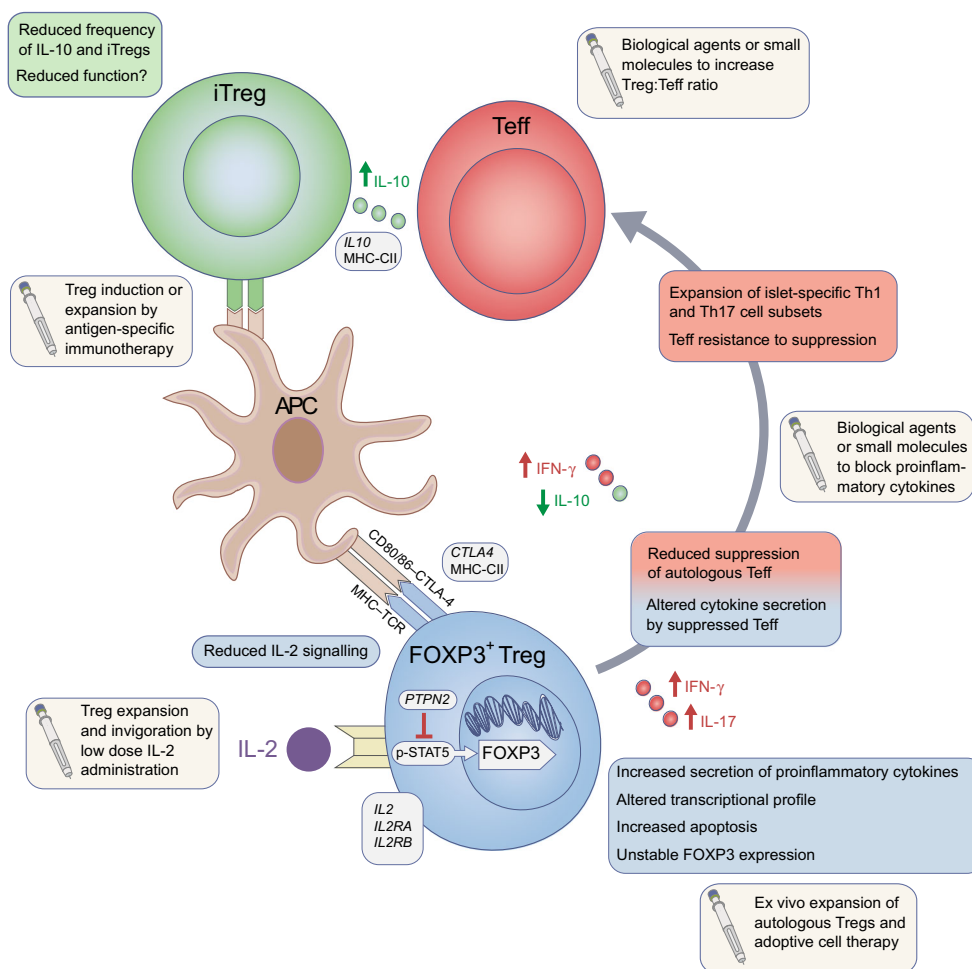 Reduced frequency
of IL-10 and iTregs
Reduced function?
iTreg
Biological agents or small
molecules to increase
Treg:Teff ratio
Teff
IL-10
IL10
MHC-CII
Treg induction or
expansion by
antigen-specific
immunotherapy
Expansion of islet-specific Th1
and Th17 cell subsets
Teff resistance to suppression
APC
Biological agents
or small molecules
to block proinflam-
matory cytokines
IFN-γ
IL-10
CD80/86–CTLA-4
MHC–TCR
CTLA4
MHC-CII
Reduced suppression
of autologous Teff
Altered cytokine secretion
by suppressed Teff
Reduced IL-2 signalling
FOXP3+ Treg
IFN-γ
IL-17
Treg expansion
and invigoration by
low dose IL-2
administration
IL-2
PTPN2
p-STAT5
FOXP3
IL2
IL2RA
IL2RB
Increased secretion of proinflammatory cytokines
Altered transcriptional profile
Increased apoptosis
Unstable FOXP3 expression
Ex vivo expansion of
autologous Tregs and
adoptive cell therapy